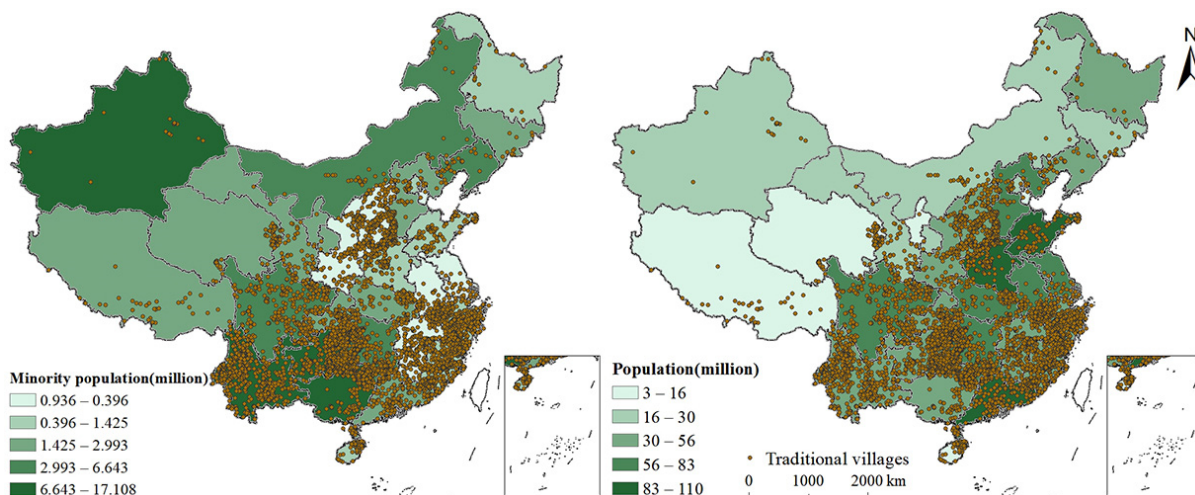 N
Minority population(million)
0.936 – 0.396
0.396 – 1.425
1.425 – 2.993
2.993 – 6.643
6.643 – 17.108
Population(million)
3 – 16
16 – 30
30 – 56
56 – 83
83 – 110
Traditional villages
0 1000 2000 km